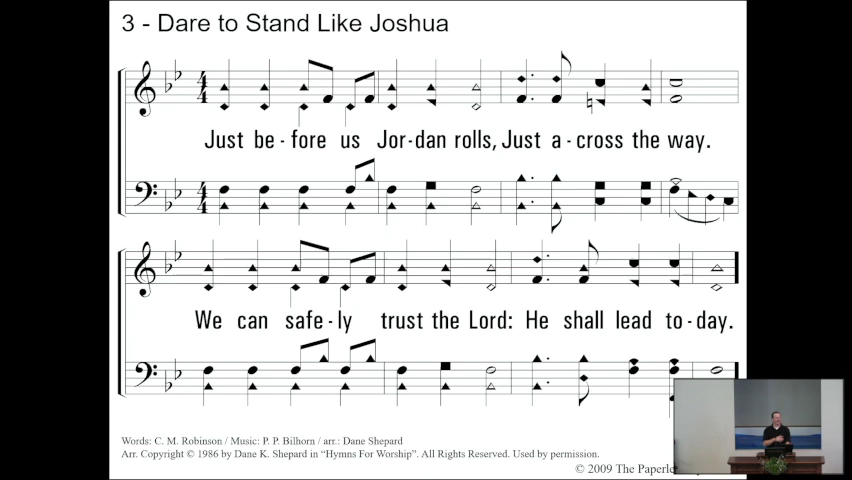 3 - Dare to Stand Like Joshua
Just be - fore us Jor-dan rolls, Just a - cross the way.
We can safe - ly trust the Lord: He shall lead to - day.
Words: C. M. Robinson / Music: P. P. Bilhorn / arr.: Dane Shepard
Arr. Copyright © 1986 by Dane K. Shepard in “Hymns For Worship”. All Rights Reserved. Used by permission.
© 2009 The